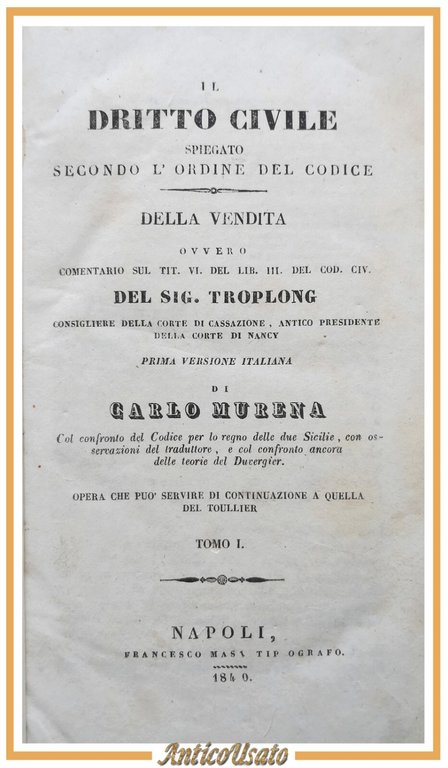 IL
DRITTO CIVILE
SPIEGATO
SECONDO L' ORDINE DEL CODICE
DELLA VENDITA
OVVERO
COMENTARIO SUL TIT. VI. DEL LIB. III. DEL COD. CIV.
DEL SIG. TROPLONG
CONSIGLIERE DELLA CORTE DI CASSAZIONE, ANTICO PRESIDENTE
DELLA CORTE DI NANCY
PRIMA VERSIONE ITALIANA
DI
CARLO MURENA
Col confronto del Codice per lo regno delle due Sicilie, con os-
servazioni del traduttore, e col confronto ancora
delle teorie del Duvergier.
OPERA CHE PUO' SERVIRE DI CONTINUAZIONE A QUELLA
DEL TOULLIER
TOMO I.
NAPOLI,
FRANCESCO MASI TIP OGRAFO.
1840.
AnticoUsato